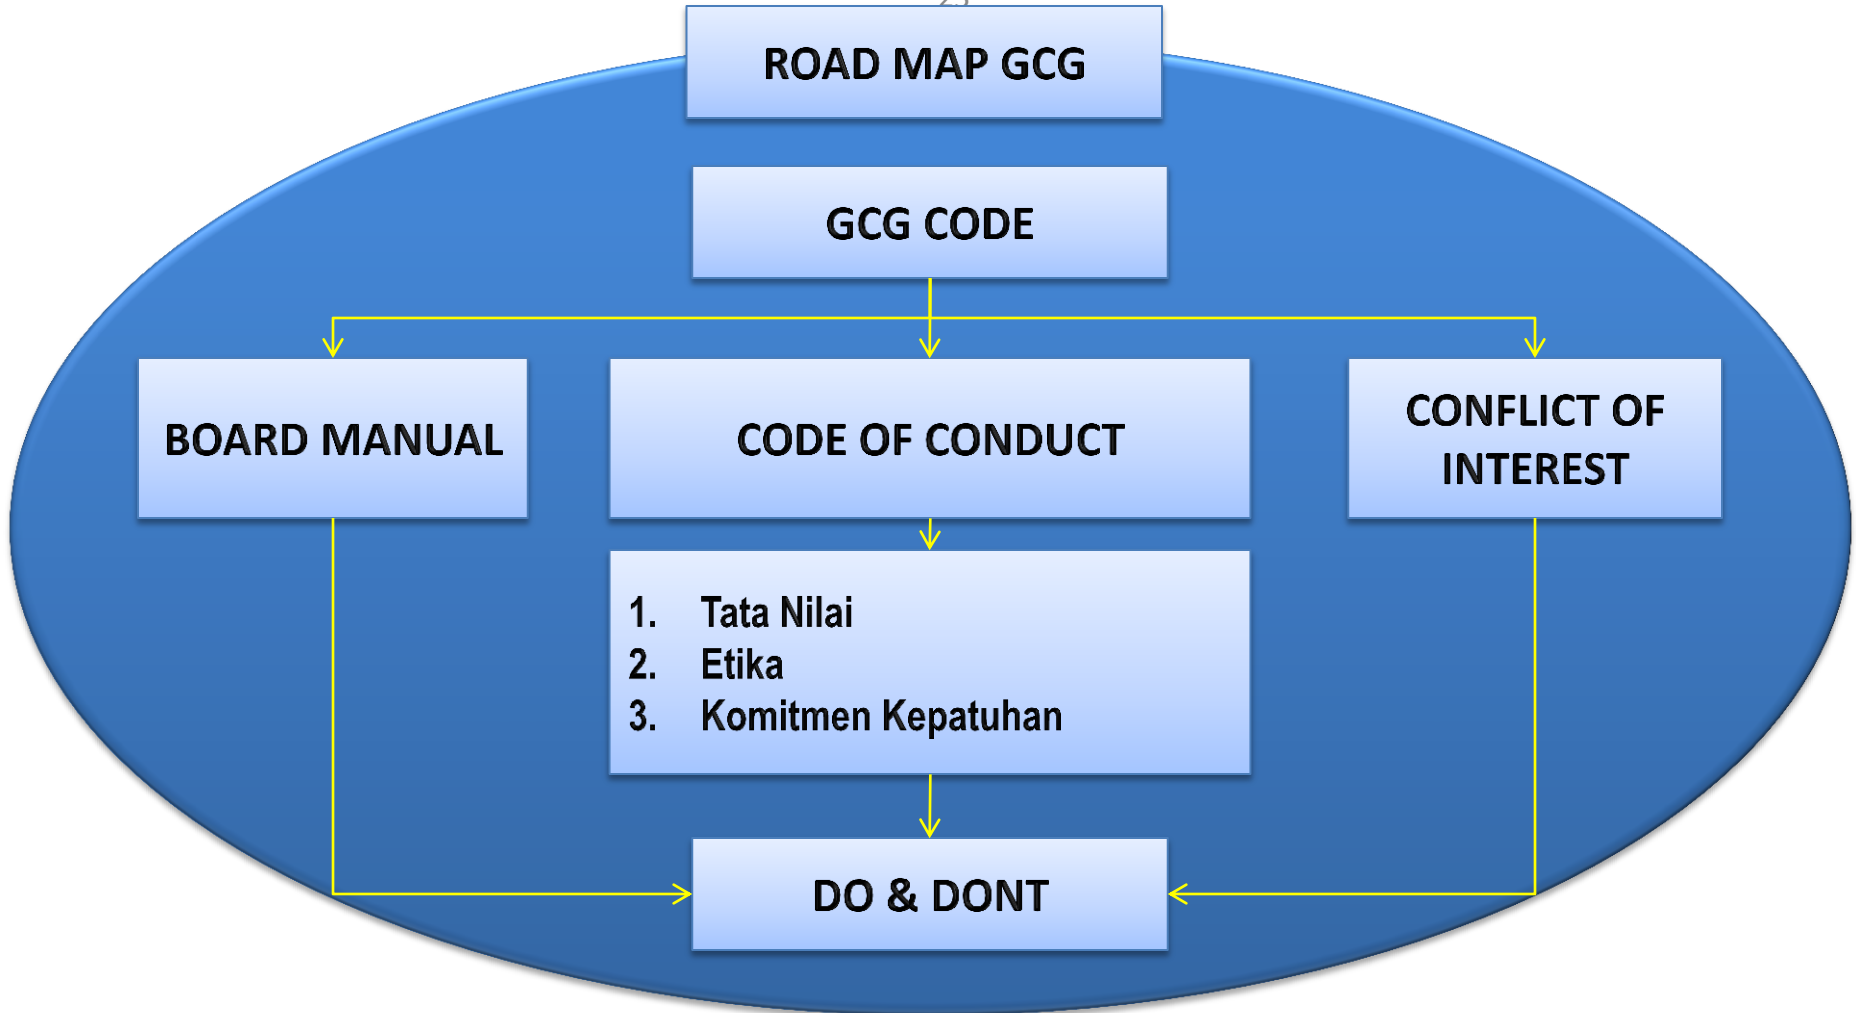 ROAD MAP GCG
GCG CODE
BOARD MANUAL
CODE OF CONDUCT
CONFLICT OF
INTEREST
1. Tata Nilai
2. Etika
3. Komitmen Kepatuhan
DO & DONT